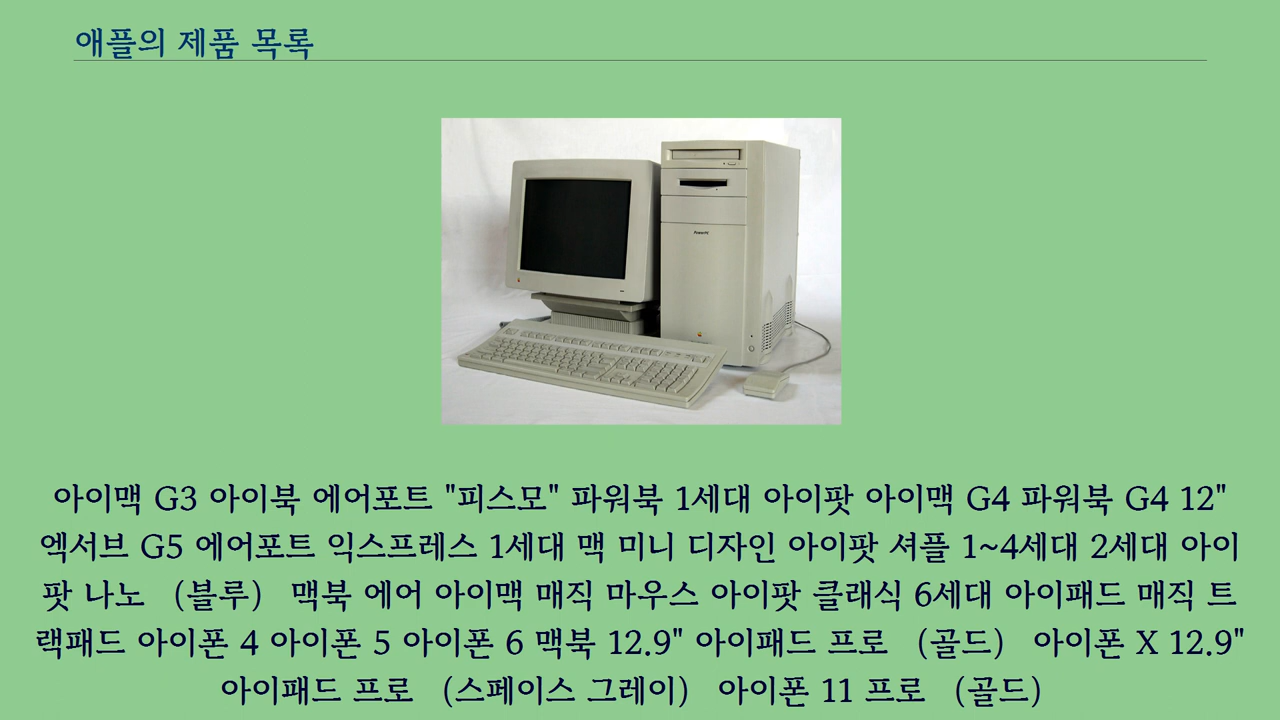 애플의 제품 목록
아이맥 G3 아이북 에어포트 "피스모" 파워북 1세대 아이팟 아이맥 G4 파워북 G4 12"
엑서브 G5 에어포트 익스프레스 1세대 맥 미니 디자인 아이팟 셔플 1~4세대 2세대 아이
팟 나노 (블루) 맥북 에어 아이맥 매직 마우스 아이팟 클래식 6세대 아이패드 매직 트
랙패드 아이폰 4 아이폰 5 아이폰 6 맥북 12.9" 아이패드 프로 (골드) 아이폰 X 12.9"
아이패드 프로 (스페이스 그레이) 아이폰 11 프로 (골드)